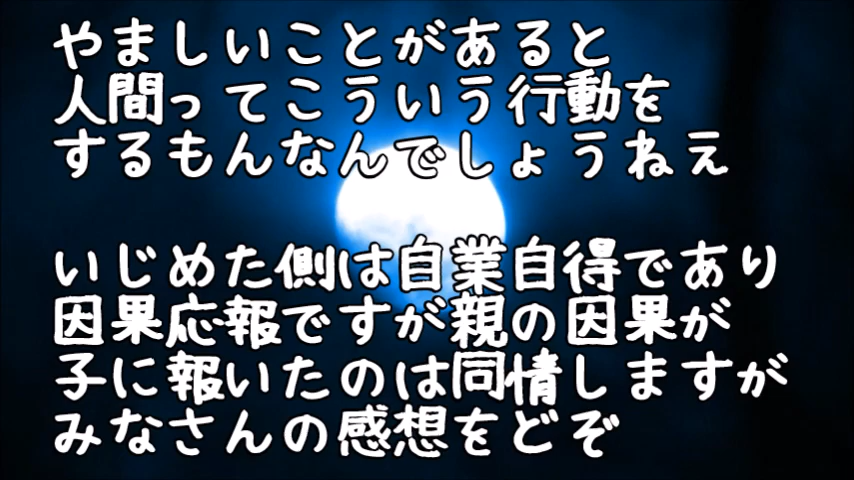 やましいことがあると
人間ってこういう行動を
するもんなんでしょうねぇ
いじめた側は自業自得であり
因果応報ですが親の因果が
子に報いたのは同情しますが
みなさんの感想をどぞ